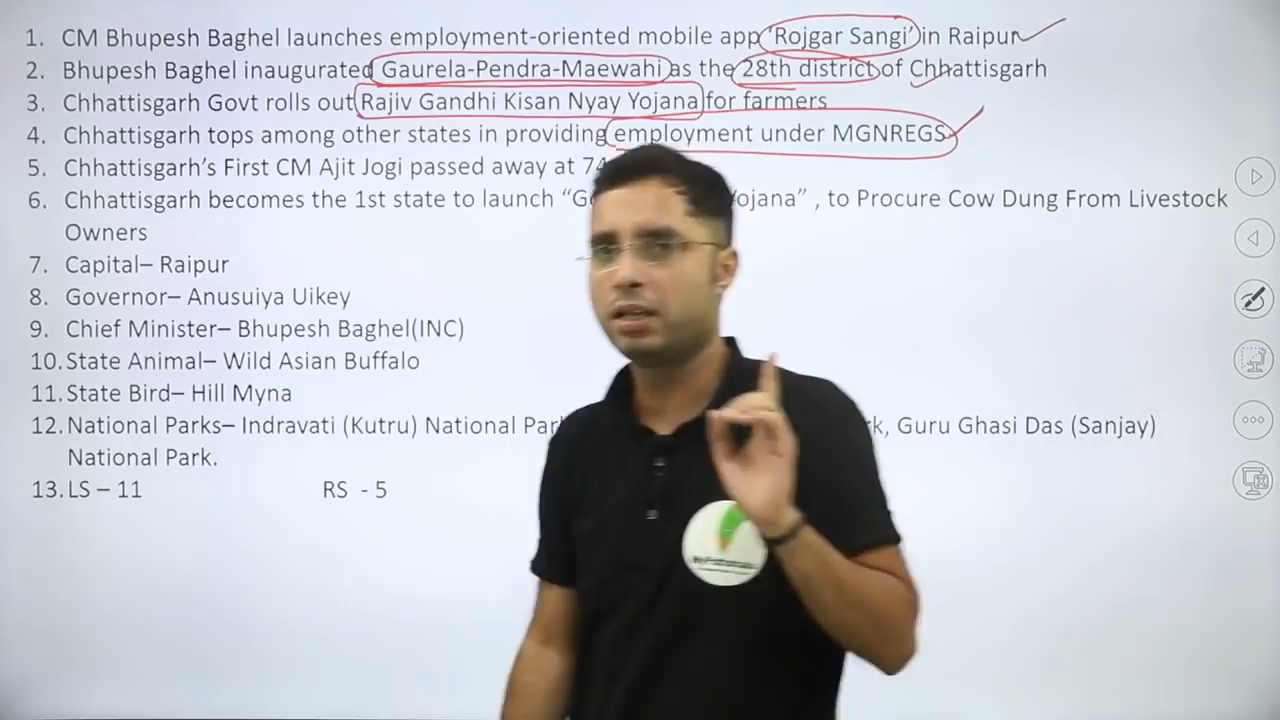 1. CM Bhupesh Baghel launches employment-oriented mobile app 'Rojgar Sangi' in Raipur
2. Bhupesh Baghel inaugurated Gaurela-Pendra-Maewahi as the 28th district of Chhattisgarh
3. Chhattisgarh Govt rolls out Rajiv Gandhi Kisan Nyay Yojana for farmers
4. Chhattisgarh tops among other states in providing employment under MGNREGS
5. Chhattisgarh's First CM Ajit Jogi passed away at 74
6. Chhattisgarh becomes the 1st state to launch " ojana" , to Procure Cow Dung From Livestock
Owners
7. Capital– Raipur
8. Governor– Anusuiya Uikey
9. Chief Minister– Bhupesh Baghel(INC)
10. State Animal– Wild Asian Buffalo
11. State Bird– Hill Myna
12. National Parks– Indravati (Kutru) National Par k, Guru Ghasi Das (Sanjay)
National Park.
13. LS – 11 RS - 5